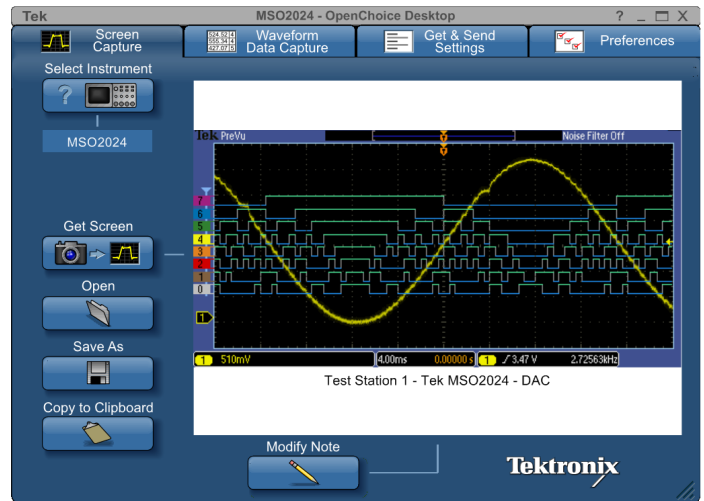 Tek
MSO2024 - OpenChoice Desktop
? _ □ X
Screen
Capture
Waveform
Data Capture
Get & Send
Settings
Preferences
Select Instrument
?
MSO2024
Get Screen
Open
Save As
Copy to Clipboard
Tek PreVu
Noise Filter Off
7
6
5
4
3
2
1
0
1
1 510mV
4.00ms 0.00000 s
1 3.47 V 2.72563kHz
Test Station 1 - Tek MSO2024 - DAC
Modify Note
Tektronix